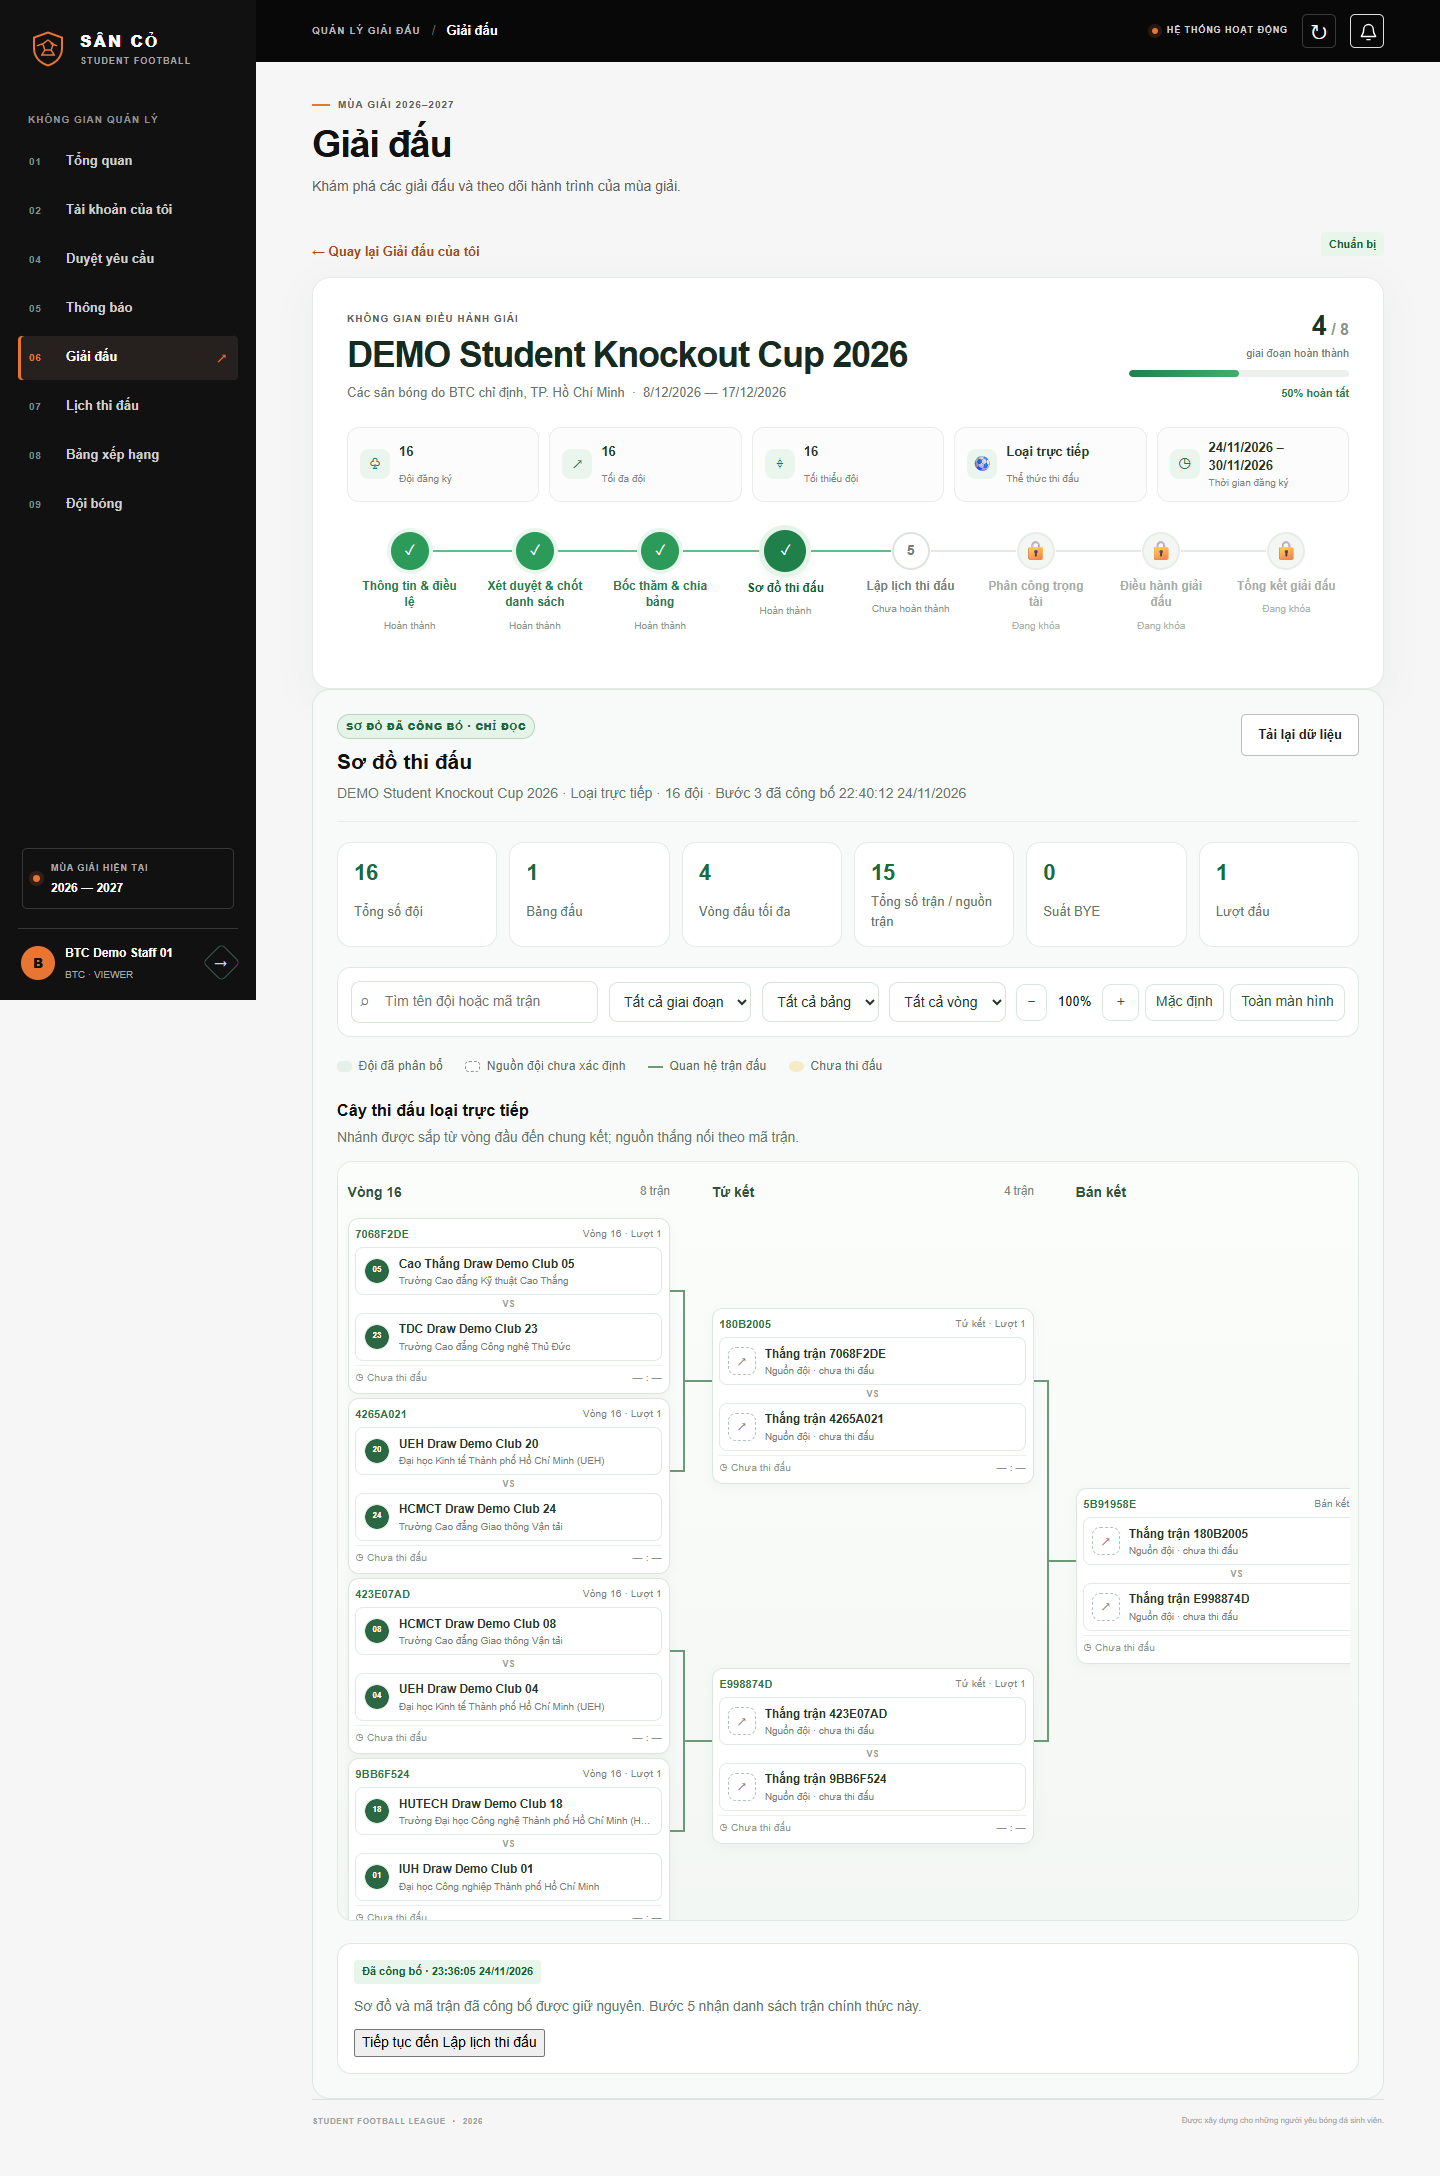 SÂN CỎ
STUDENT FOOTBALL
KHÔNG GIAN QUẢN LÝ
01 Tổng quan
02 Tài khoản của tôi
04 Duyệt yêu cầu
05 Thông báo
06 Giải đấu ↗
07 Lịch thi đấu
08 Bảng xếp hạng
09 Đội bóng
MÙA GIẢI HIỆN TẠI
2026 — 2027
B
BTC Demo Staff 01
BTC · VIEWER
→
QUẢN LÝ GIẢI ĐẤU / Giải đấu
HỆ THỐNG HOẠT ĐỘNG
MÙA GIẢI 2026–2027
Giải đấu
Khám phá các giải đấu và theo dõi hành trình của mùa giải.
← Quay lại Giải đấu của tôi
Chuẩn bị
KHÔNG GIAN ĐIỀU HÀNH GIẢI
DEMO Student Knockout Cup 2026
Các sân bóng do BTC chỉ định, TP. Hồ Chí Minh · 8/12/2026 — 17/12/2026
4 / 8
giai đoạn hoàn thành
50% hoàn tất
16
Đội đăng ký
16
Tối đa đội
16
Tối thiểu đội
Loại trực tiếp
Thể thức thi đấu
24/11/2026 –
30/11/2026
Thời gian đăng ký
✓ Thông tin & điều
lệ
Hoàn thành
✓ Xét duyệt & chốt
danh sách
Hoàn thành
✓ Bốc thăm & chia
bảng
Hoàn thành
✓ Sơ đồ thi đấu
Hoàn thành
5 Lập lịch thi đấu
Chưa hoàn thành
Phân công trọng
tài
Đang khóa
Điều hành giải
đấu
Đang khóa
Tổng kết giải đấu
Đang khóa
SƠ ĐỒ ĐÃ CÔNG BỐ · CHỈ ĐỌC
Sơ đồ thi đấu
DEMO Student Knockout Cup 2026 · Loại trực tiếp · 16 đội · Bước 3 đã công bố 22:40:12 24/11/2026
Tải lại dữ liệu
16
Tổng số đội
1
Bảng đấu
4
Vòng đấu tối đa
15
Tổng số trận / nguồn
trận
0
Suất BYE
1
Lượt đấu
Tìm tên đội hoặc mã trận
Tất cả giai đoạn
Tất cả bảng
Tất cả vòng
− 100% +
Mặc định
Toàn màn hình
Đội đã phân bổ
Nguồn đội chưa xác định
Quan hệ trận đấu
Chưa thi đấu
Cây thi đấu loại trực tiếp
Nhánh được sắp từ vòng đầu đến chung kết; nguồn thắng nối theo mã trận.
Vòng 16 8 trận
7068F2DE Vòng 16 · Lượt 1
05 Cao Thắng Draw Demo Club 05
Trường Cao đẳng Kỹ thuật Cao Thắng
VS
23 TDC Draw Demo Club 23
Trường Cao đẳng Công nghệ Thủ Đức
Chưa thi đấu — : —
4265A021 Vòng 16 · Lượt 1
20 UEH Draw Demo Club 20
Đại học Kinh tế Thành phố Hồ Chí Minh (UEH)
VS
24 HCMCT Draw Demo Club 24
Trường Cao đẳng Giao thông Vận tải
Chưa thi đấu — : —
423E07AD Vòng 16 · Lượt 1
08 HCMCT Draw Demo Club 08
Trường Cao đẳng Giao thông Vận tải
VS
04 UEH Draw Demo Club 04
Đại học Kinh tế Thành phố Hồ Chí Minh (UEH)
Chưa thi đấu — : —
9BB6F524 Vòng 16 · Lượt 1
18 HUTECH Draw Demo Club 18
Trường Đại học Công nghệ Thành phố Hồ Chí Minh (H...
VS
01 IUH Draw Demo Club 01
Đại học Công nghiệp Thành phố Hồ Chí Minh
Chưa thi đấu — : —
Tứ kết 4 trận
180B2005 Tứ kết · Lượt 1
Thắng trận 7068F2DE
Nguồn đội · chưa thi đấu
VS
Thắng trận 4265A021
Nguồn đội · chưa thi đấu
Chưa thi đấu — : —
E998874D Tứ kết · Lượt 1
Thắng trận 423E07AD
Nguồn đội · chưa thi đấu
VS
Thắng trận 9BB6F524
Nguồn đội · chưa thi đấu
Chưa thi đấu — : —
Bán kết
5B91958E Bán kết
Thắng trận 180B2005
Nguồn đội · chưa thi đấu
VS
Thắng trận E998874D
Nguồn đội · chưa thi đấu
Chưa thi đấu
Đã công bố · 23:36:05 24/11/2026
Sơ đồ và mã trận đã công bố được giữ nguyên. Bước 5 nhận danh sách trận chính thức này.
Tiếp tục đến Lập lịch thi đấu
STUDENT FOOTBALL LEAGUE · 2026
Được xây dựng cho những người yêu bóng đá sinh viên.